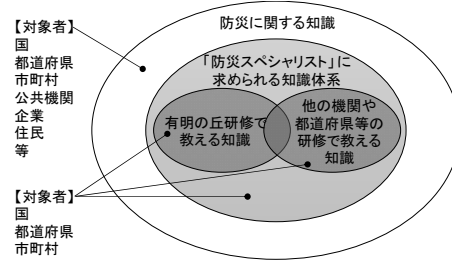 【対象者】
国
都道府県
市町村
公共機関
企業
住民
等
防災に関する知識
「防災スペシャリスト」に
求められる知識体系
有明の丘研修で
教える知識
他の機関や
都道府県等の
研修で教える
知識
【対象者】
国
都道府県
市町村